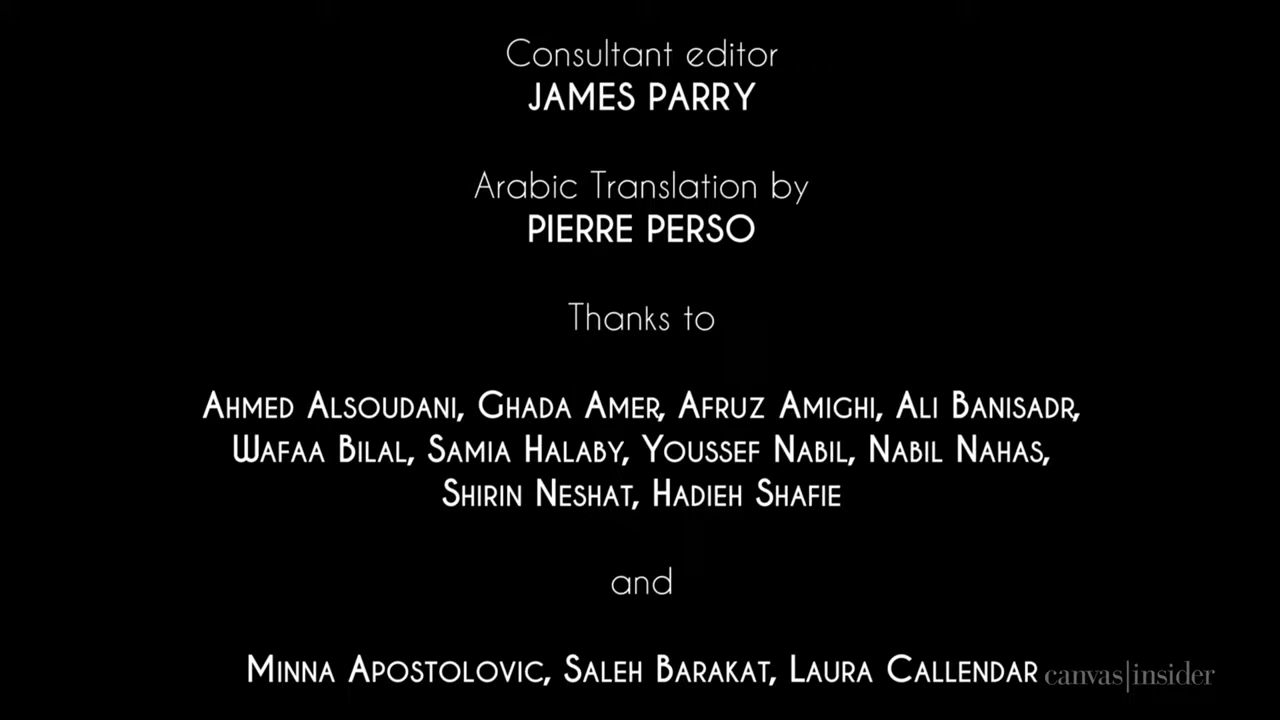 Consultant editor
JAMES PARRY
Arabic Translation by
PIERRE PERSO
Thanks to
AHMED ALSOUDANI, GHADA AMER, AFRUZ AMIGHI, ALI BANISADR,
WAFAA BILAL, SAMIA HALABY, YOUSSEF NABIL, NABIL NAHAS,
SHIRIN NESHAT, HADIEH SHAFIE
and
MINNA APOSTOLOVIC, SALEH BARAKAT, LAURA CALLENDAR
canvas|insider